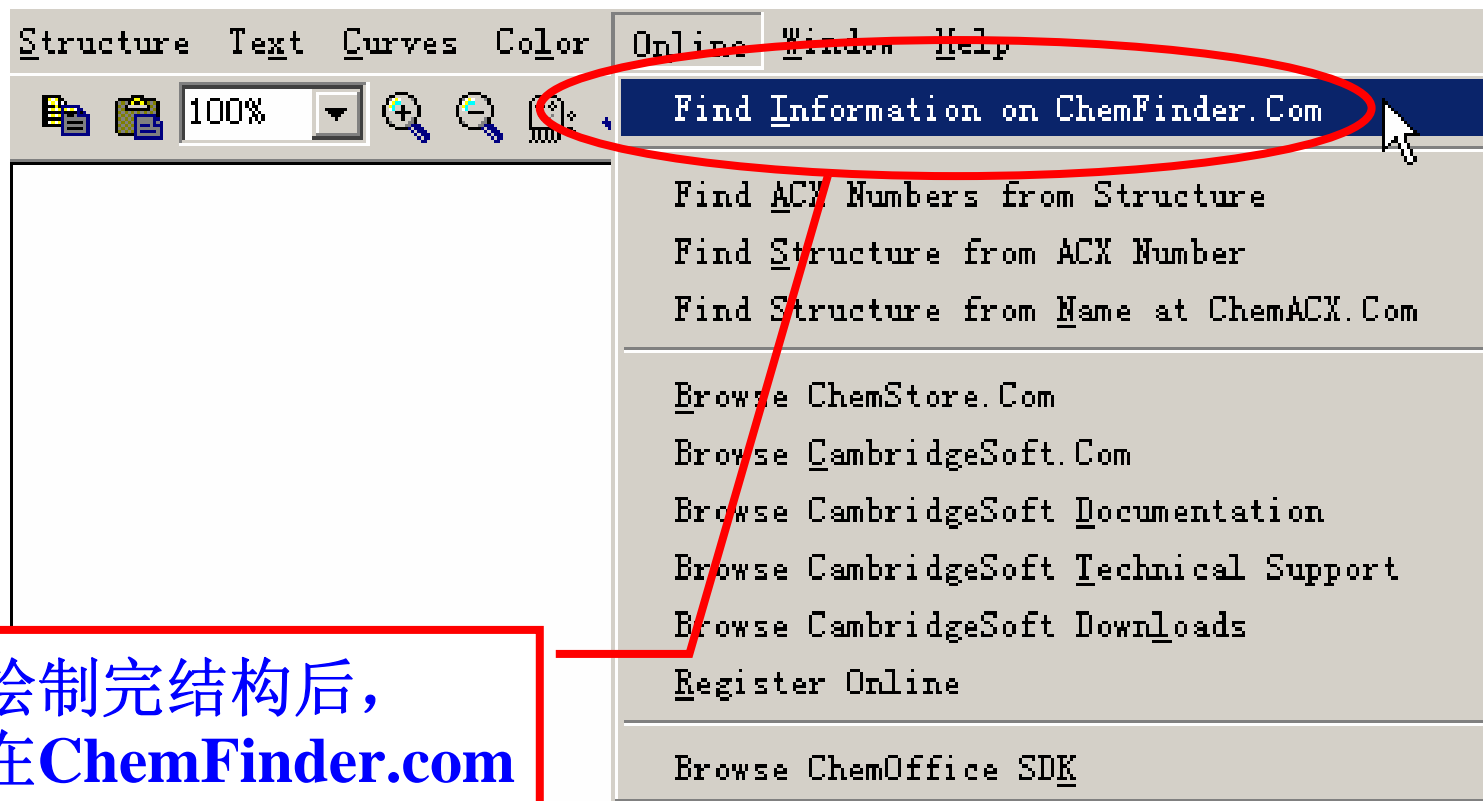 Structure Text Curves Color Online Window Help
100%
Find Information on ChemFinder.Com
Find ACX Numbers from Structure
Find Structure from ACX Number
Find Structure from Name at ChemACX.Com
Browse ChemStore.Com
Browse CambridgeSoft.Com
Browse CambridgeSoft Documentation
Browse CambridgeSoft Technical Support
Browse CambridgeSoft Downloads
Register Online
Browse ChemOffice SDK
绘制完结构后，
在ChemFinder.com